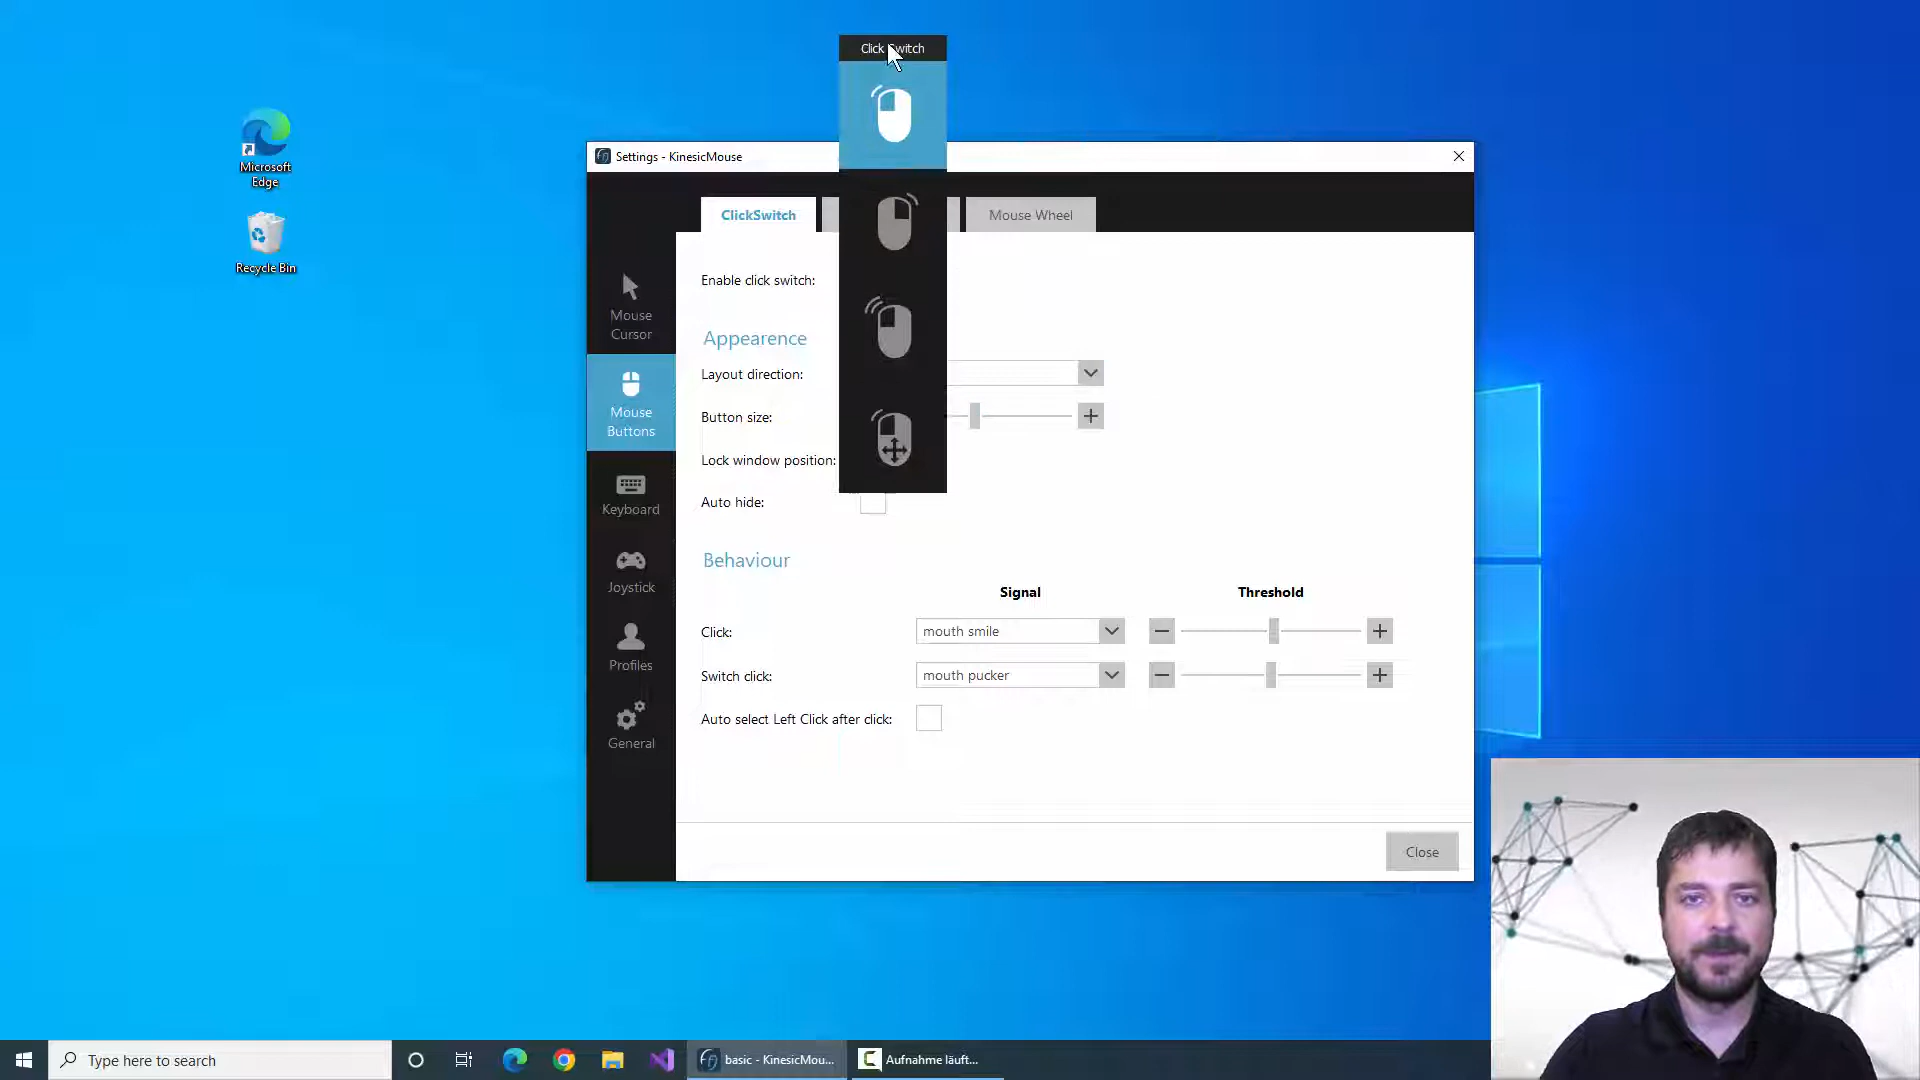 Click Switch
Microsoft
Edge
Recycle Bin
Settings - KinesicMouse
ClickSwitch
Mouse Wheel
Mouse
Cursor
Mouse
Buttons
Keyboard
Joystick
Profiles
General
Enable click switch:
Appearence
Layout direction:
Button size:
Lock window position:
Auto hide:
Behaviour
Signal
Threshold
Click:
mouth smile
Switch click:
mouth pucker
Auto select Left Click after click:
Close
Type here to search
basic - KinesicMou...
Aufnahme läuft...